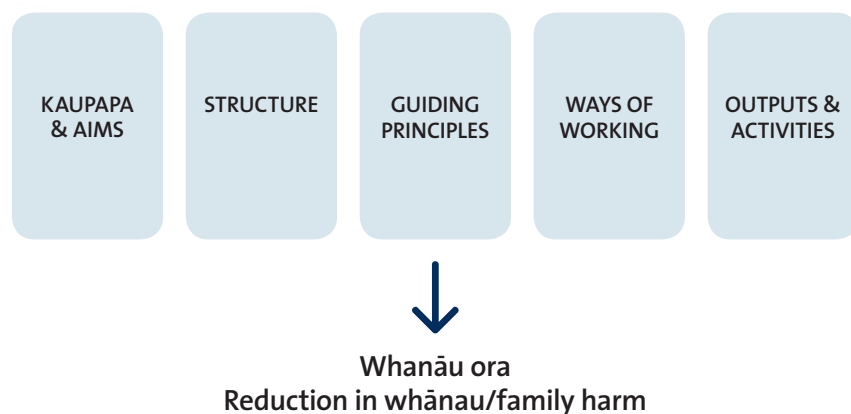 KAUPAPA
& AIMS
STRUCTURE
GUIDING
PRINCIPLES
WAYS OF
WORKING
OUTPUTS &
ACTIVITIES
Whanāu ora
Reduction in whānau/family harm